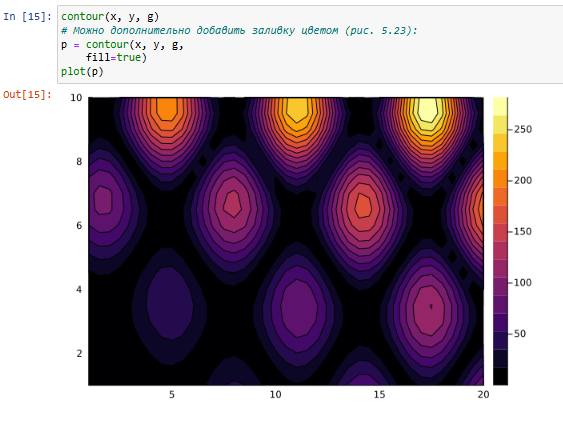 In [15]: contour(x, y, g)
# Можно дополнительно добавить заливку цветом (рис. 5.23):
p = contour(x, y, g,
    fill=true)
plot(p)
Out[15]:
10
8
6
4
2
5 10 15 20
250
200
150
100
50